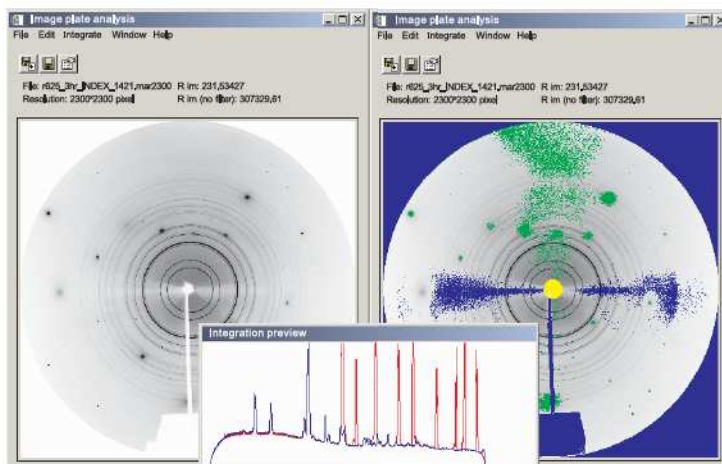 Image plate analysis
File Edit Integrate Window Help
File: r625_3hr_INDEX_1421.mar2300 R im: 231,53427
Resolution: 2300*2300 pixel R im (no filter): 307329,61
Image plate analysis
File Edit Integrate Window Help
File: r625_3hr_INDEX_1421.mar2300 R im: 231,53427
Resolution: 2300*2300 pixel R im (no filter): 307329,61
Integration preview